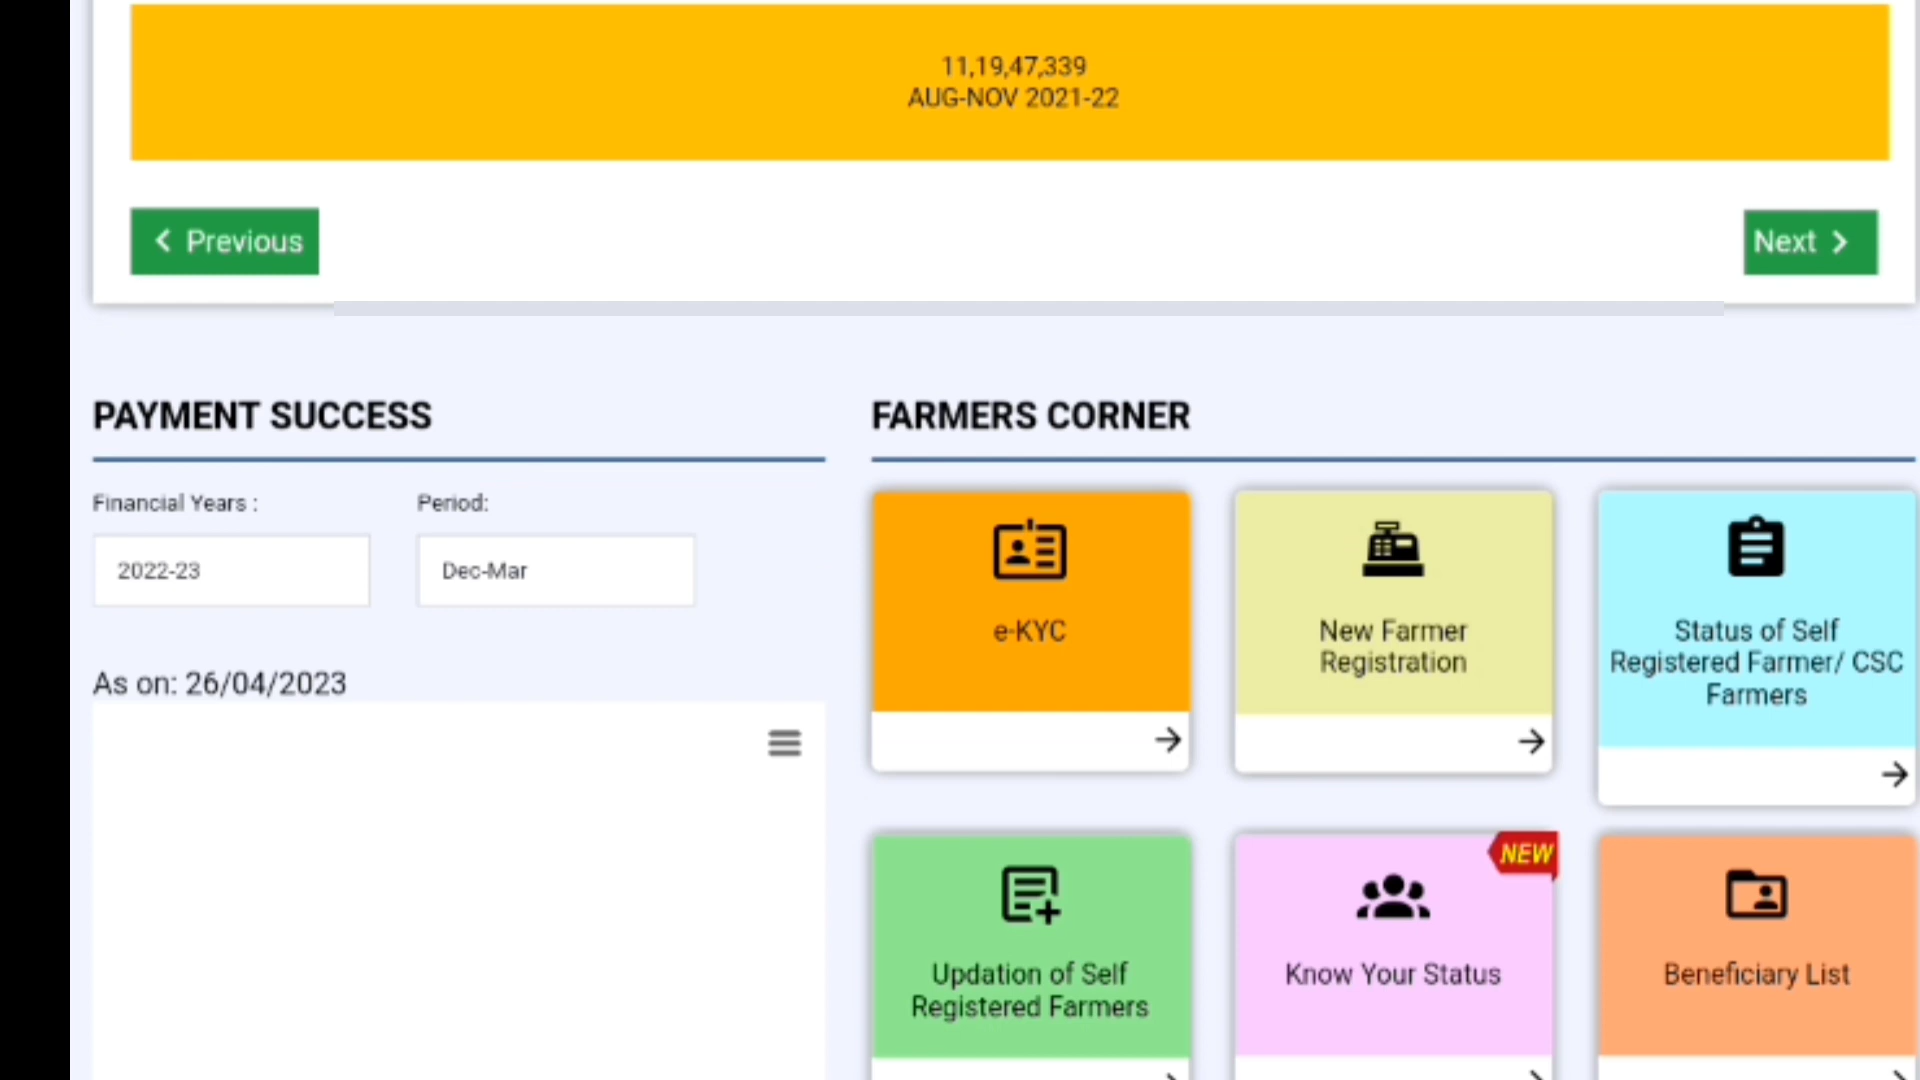 11,19,47,339
AUG-NOV 2021-22
Previous
Next
PAYMENT SUCCESS
Financial Years :
Period:
2022-23
Dec-Mar
As on: 26/04/2023
FARMERS CORNER
e-KYC
New Farmer
Registration
Status of Self
Registered Farmer/ CSC
Farmers
Updation of Self
Registered Farmers
NEW
Know Your Status
Beneficiary List